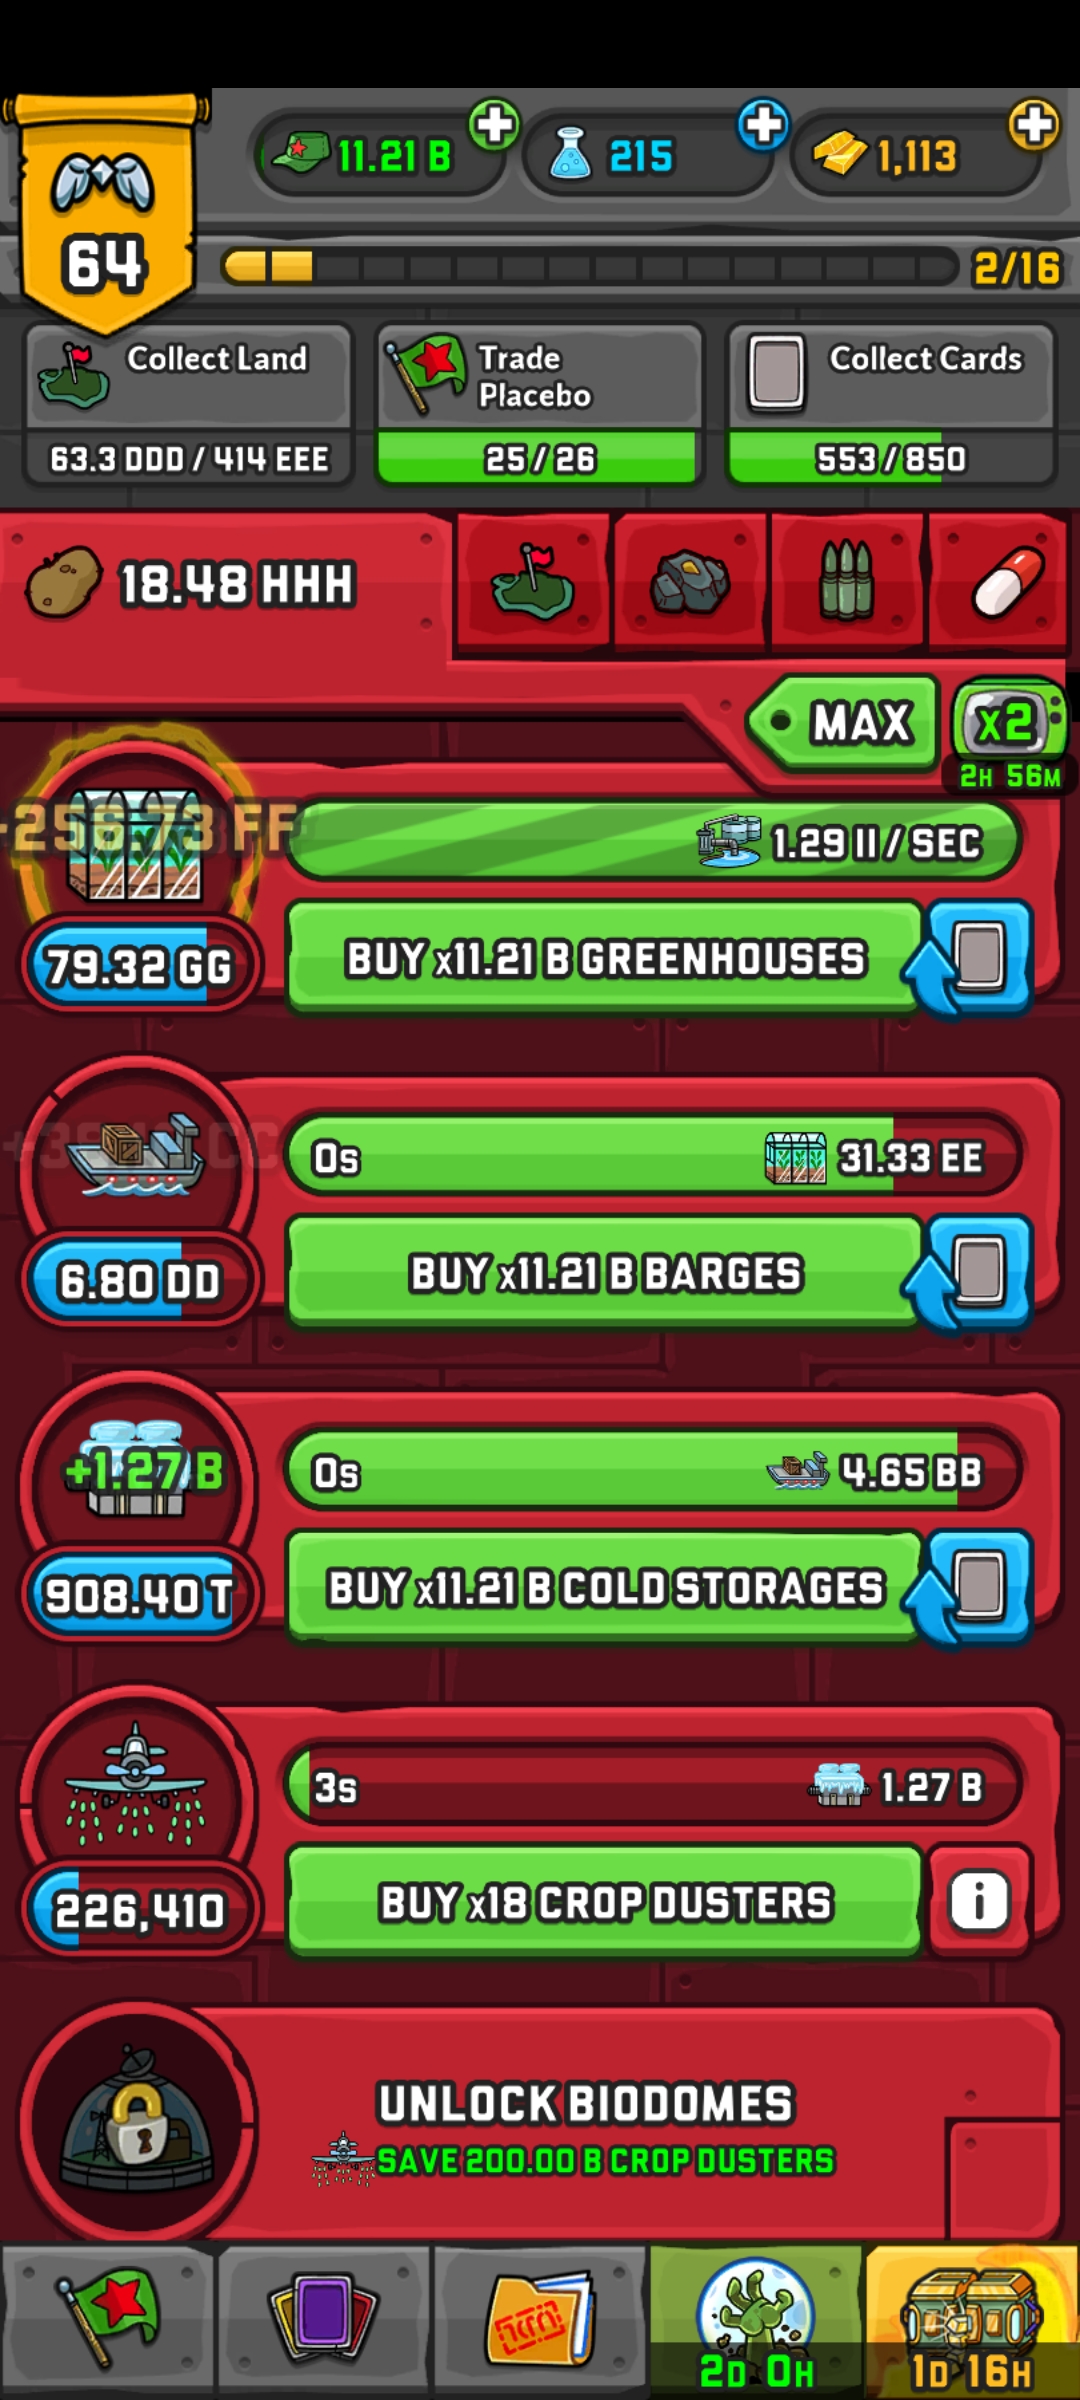 11.21 B
215
1,113
64
2/16
Collect Land
63.3 DDD / 414 EEE
Trade
Placebo
25 / 26
Collect Cards
553 / 850
18.48 HHH
MAX
x2
2H 56M
+256.73 FF
1.29 II / SEC
79.32 GG
BUY x11.21 B GREENHOUSES
0s
31.33 EE
6.80 DD
BUY x11.21 B BARGES
+1.27 B
0s
4.65 BB
908.40 T
BUY x11.21 B COLD STORAGES
3s
1.27 B
226,410
BUY x18 CROP DUSTERS
i
UNLOCK BIODOMES
SAVE 200.00 B CROP DUSTERS
2D 0H
1D 16H